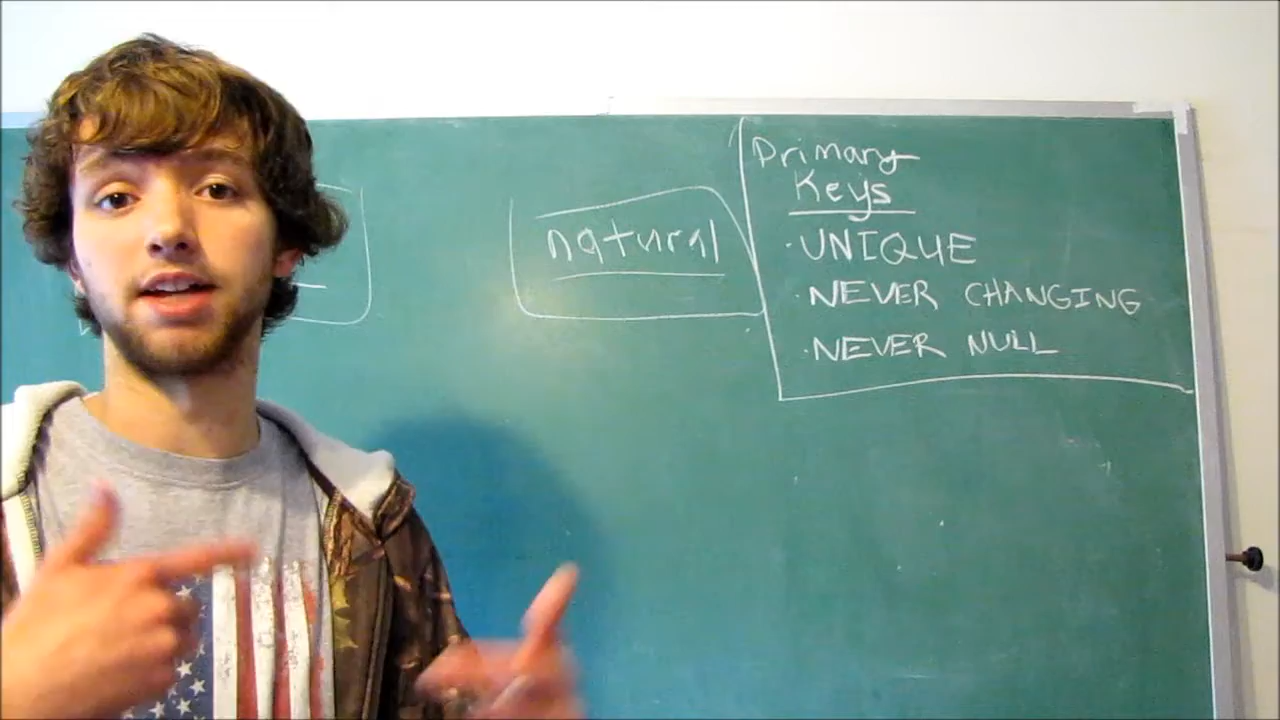 natural
Primary
Keys
· UNIQUE
· NEVER CHANGING
· NEVER NULL